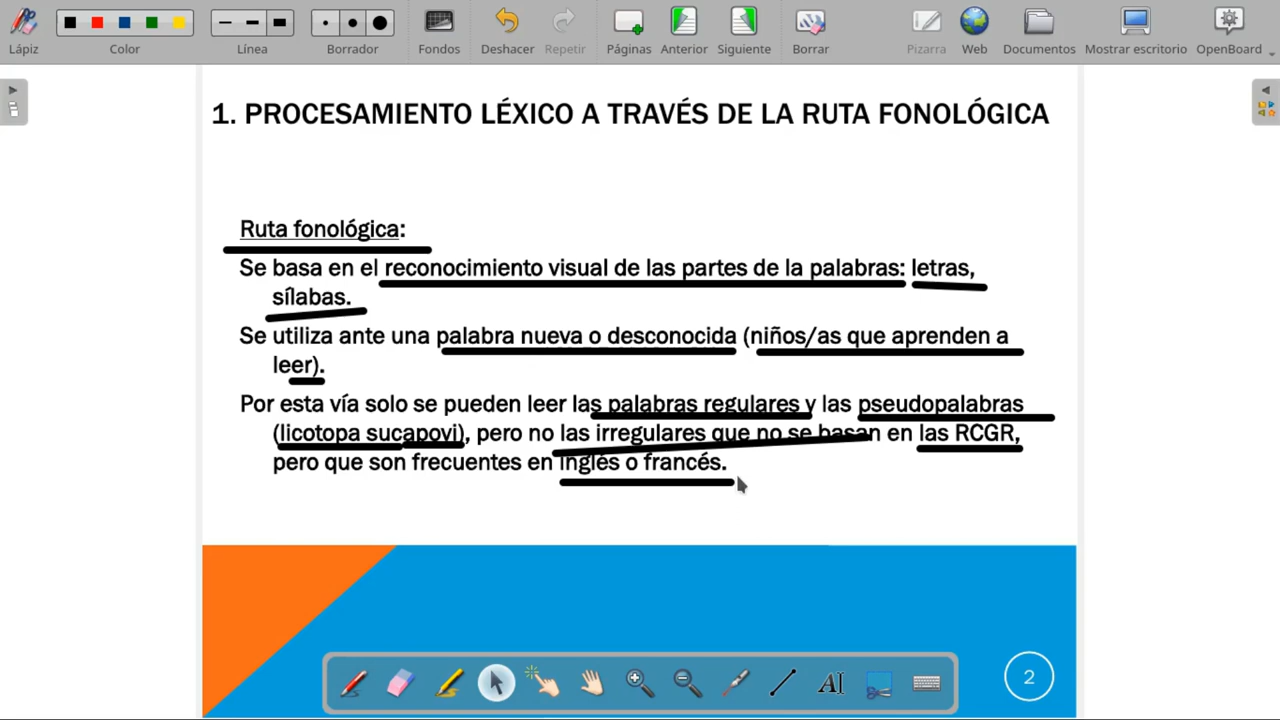 Lápiz
Color
Línea
Borrador
Fondos
Deshacer
Repetir
Páginas
Anterior
Siguiente
Borrar
Pizarra
Web
Documentos
Mostrar escritorio
OpenBoard
1. PROCESAMIENTO LÉXICO A TRAVÉS DE LA RUTA FONOLÓGICA
Ruta fonológica:
Se basa en el reconocimiento visual de las partes de la palabras: letras,
sílabas.
Se utiliza ante una palabra nueva o desconocida (niños/as que aprenden a
leer).
Por esta vía solo se pueden leer las palabras regulares y las pseudopalabras
(licotopa sucapovi), pero no las irregulares que no se basan en las RCGR,
pero que son frecuentes en inglés o francés.
AI
2